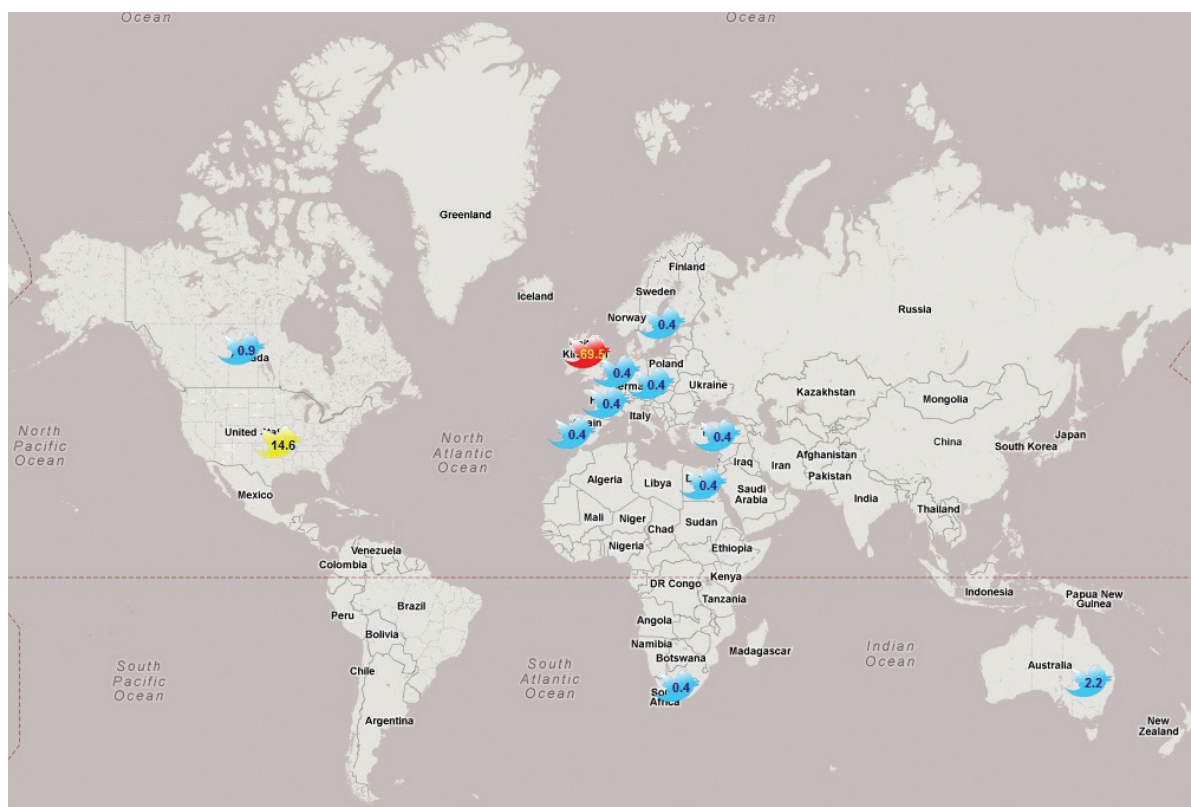 Ocean
Ocean
Greenland
Iceland
Finland
Sweden
Norway
Russia
0.4
0.9
69.5
0.4
Poland
0.4
Ukraine
Kazakhstan
Mongolia
0.4
Italy
United
14.6
0.4
0.4
North
Pacific
Ocean
North
Atlantic
Ocean
China
Japan
South Korea
Afghanistan
Iraq
Iran
Pakistan
Algeria
Libya
0.4
Saudi
Arabia
India
Mexico
Thailand
Mali
Niger
Chad
Sudan
Nigeria
Ethiopia
Venezuela
Colombia
DR Congo
Kenya
Tanzania
Indonesia
Papua New
Guinea
Peru
Brazil
Angola
Bolivia
Namibia
Botswana
Madagascar
Indian
Ocean
South
Pacific
Ocean
Chile
South
Atlantic
Ocean
0.4
Africa
Australia
2.2
Argentina
New
Zealand